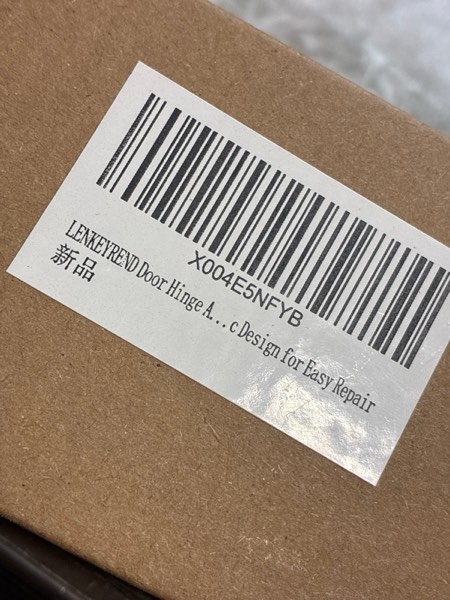 X004E5NFYB
LENKEYREND Door Hinge A...c Design for Easy Repair
新品